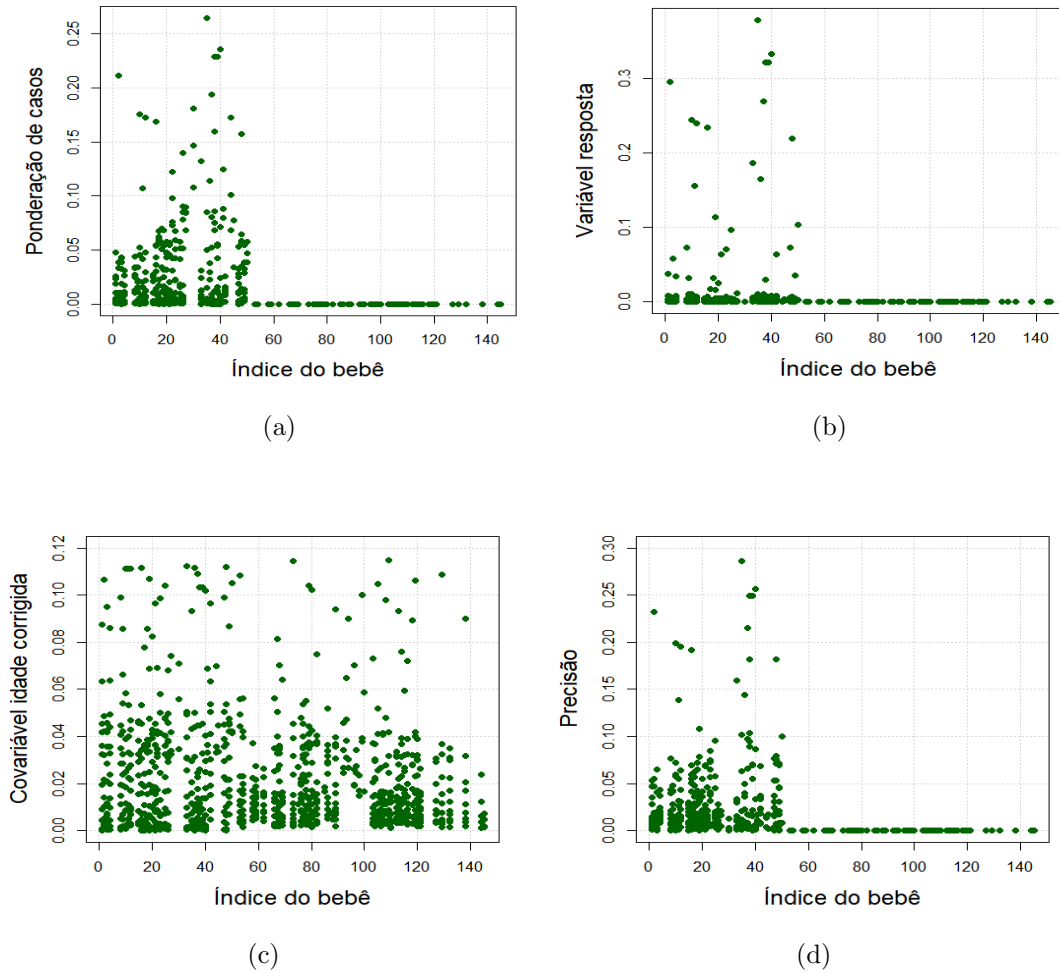 Ponderação de casos
0.00 0.05 0.10 0.15 0.20 0.25
0 20 40 60 80 100 120 140
Índice do bebê
(a)
Variável resposta
0.0 0.1 0.2 0.3
0 20 40 60 80 100 120 140
Índice do bebê
(b)
Covariável idade corrigida
0.00 0.02 0.04 0.06 0.08 0.10 0.12
0 20 40 60 80 100 120 140
Índice do bebê
(c)
Precisão
0.00 0.05 0.10 0.15 0.20 0.25 0.30
0 20 40 60 80 100 120 140
Índice do bebê
(d)